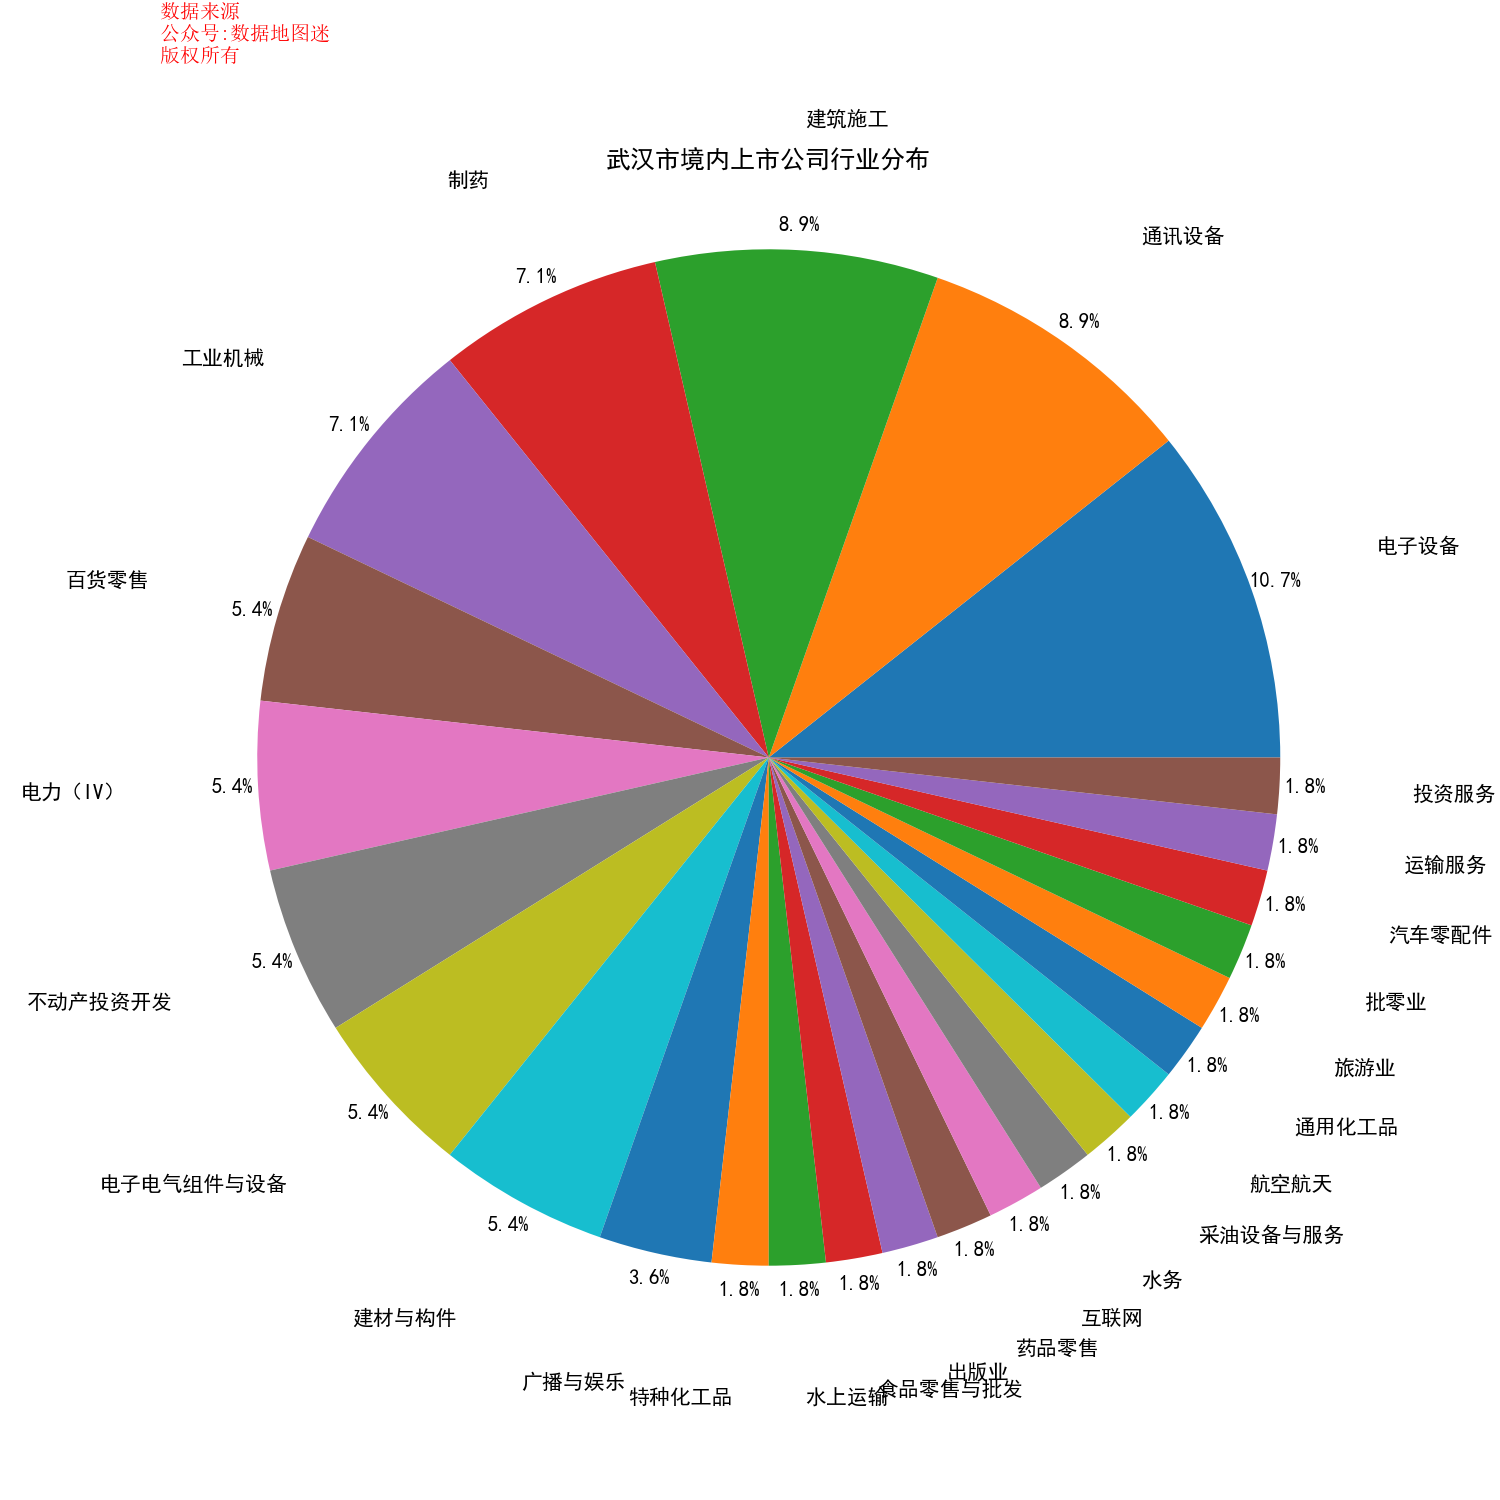 数据来源
公众号:数据地图迷
版权所有
建筑施工
武汉市境内上市公司行业分布
制药
8.9%
通讯设备
7.1%
8.9%
工业机械
7.1%
电子设备
百货零售
10.7%
5.4%
电力（IV）
5.4%
1.8%
投资服务
1.8%
运输服务
1.8%
汽车零配件
5.4%
1.8%
不动产投资开发
批零业
1.8%
1.8%
旅游业
5.4%
1.8%
通用化工品
1.8%
电子电气组件与设备
1.8%
航空航天
5.4%
1.8%
采油设备与服务
1.8%
1.8%
3.6%
1.8%
1.8%
1.8%
水务
建材与构件
互联网
药品零售
出版业
广播与娱乐
食品零售与批发
特种化工品
水上运输